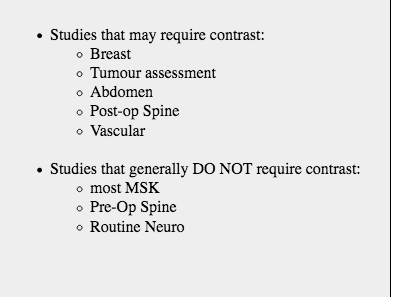 • Studies that may require contrast:
◦ Breast
◦ Tumour assessment
◦ Abdomen
◦ Post-op Spine
◦ Vascular
• Studies that generally DO NOT require contrast:
◦ most MSK
◦ Pre-Op Spine
◦ Routine Neuro